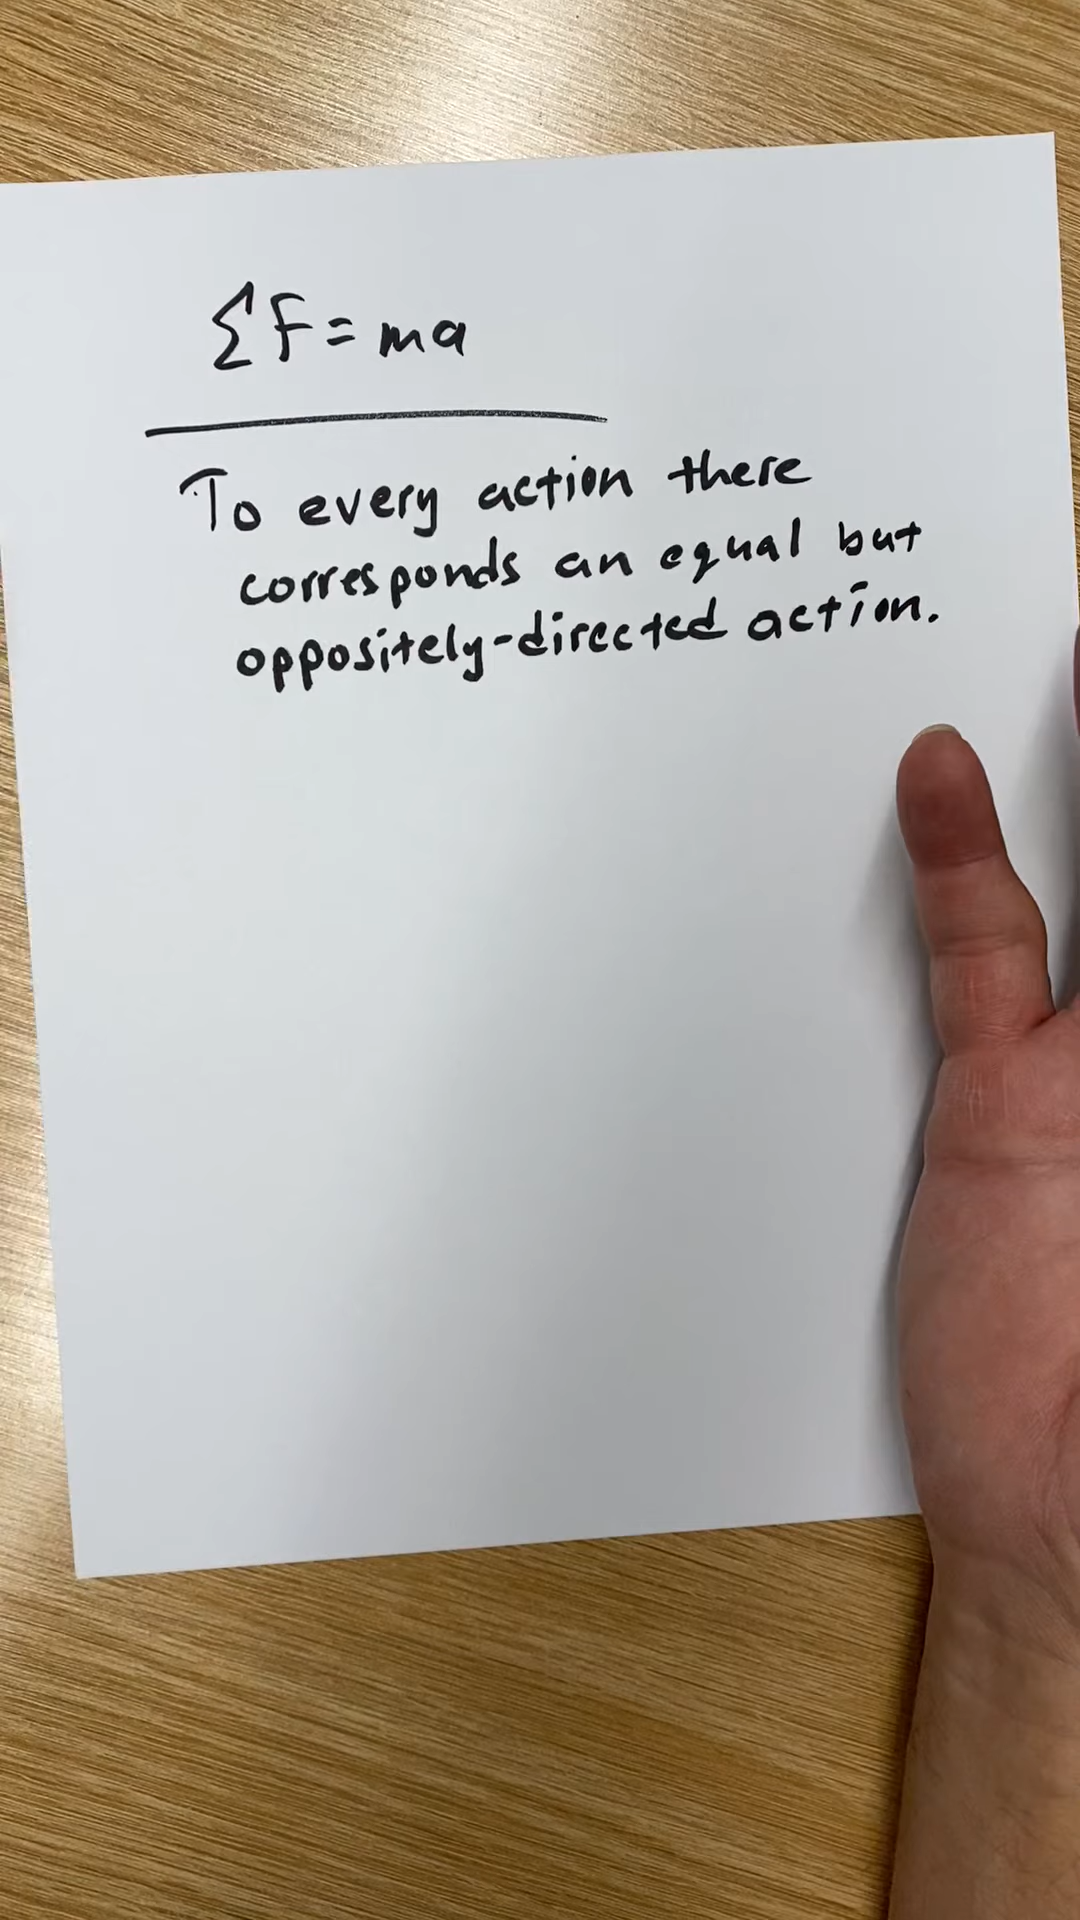 ΣF = ma
To every action there
corresponds an equal but
oppositely-directed action.